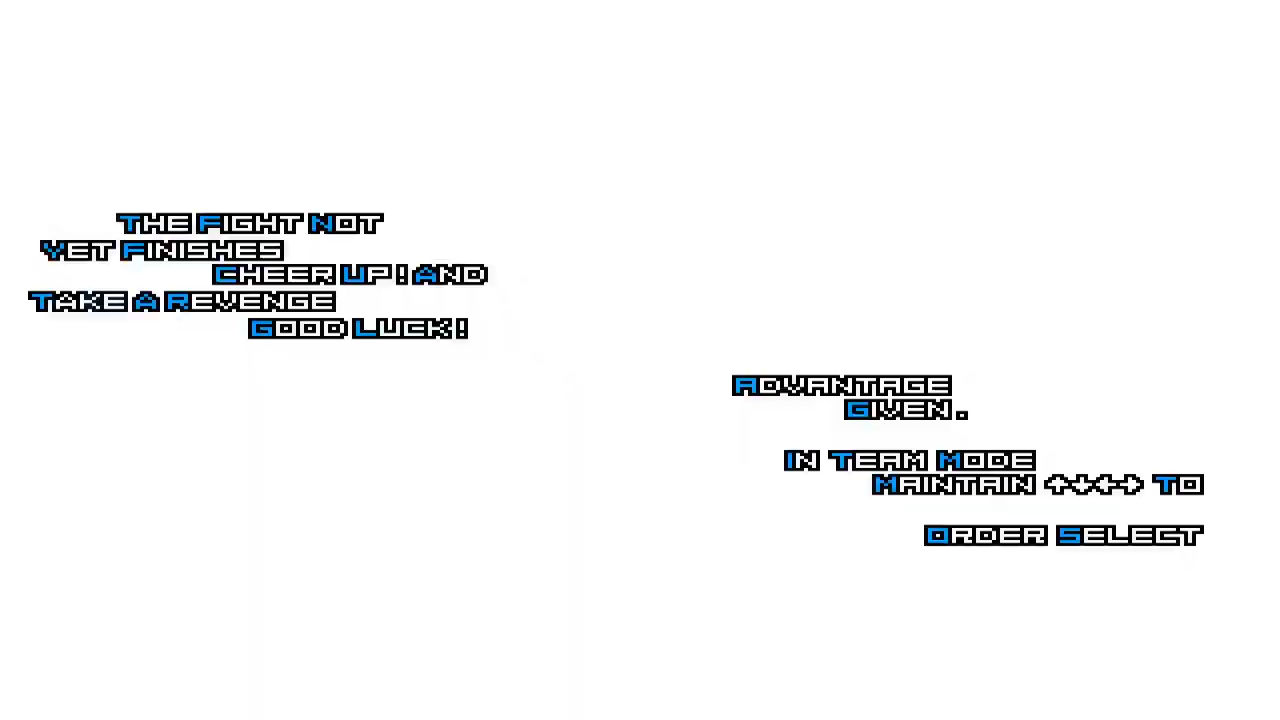 THE FIGHT NOT
YET FINISHES
CHEER UP! AND
TAKE A REVENGE
GOOD LUCK!
ADVANTAGE
GIVEN.
IN TEAM MODE
MAINTAIN ↑↓←→ TO
ORDER SELECT